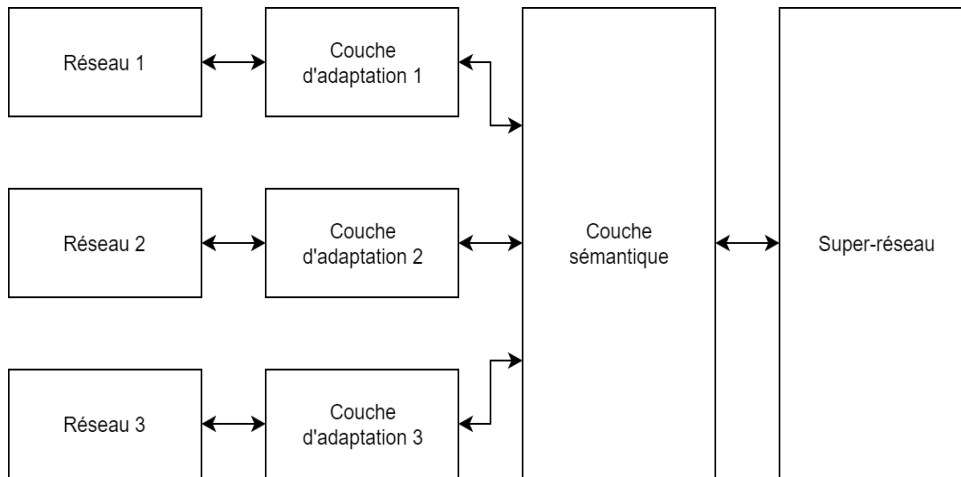 Réseau 1
Couche
d'adaptation 1
Réseau 2
Couche
d'adaptation 2
Couche
sémantique
Super-réseau
Réseau 3
Couche
d'adaptation 3